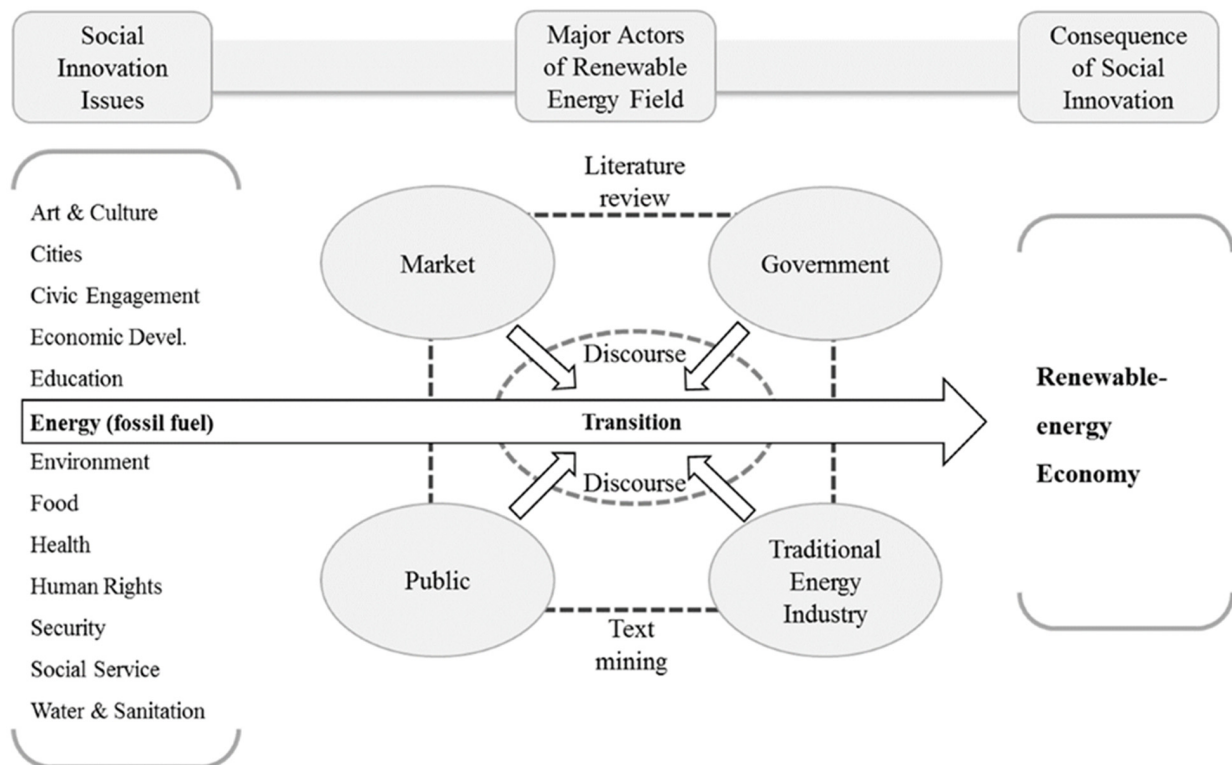 Social
Innovation
Issues
Major Actors
of Renewable
Energy Field
Consequence
of Social
Innovation
Art & Culture
Cities
Civic Engagement
Economic Devel.
Education
Energy (fossil fuel)
Environment
Food
Health
Human Rights
Security
Social Service
Water & Sanitation
Literature
review
Market
Government
Discourse
Transition
Discourse
Public
Traditional
Energy
Industry
Text
mining
Renewable-
energy
Economy